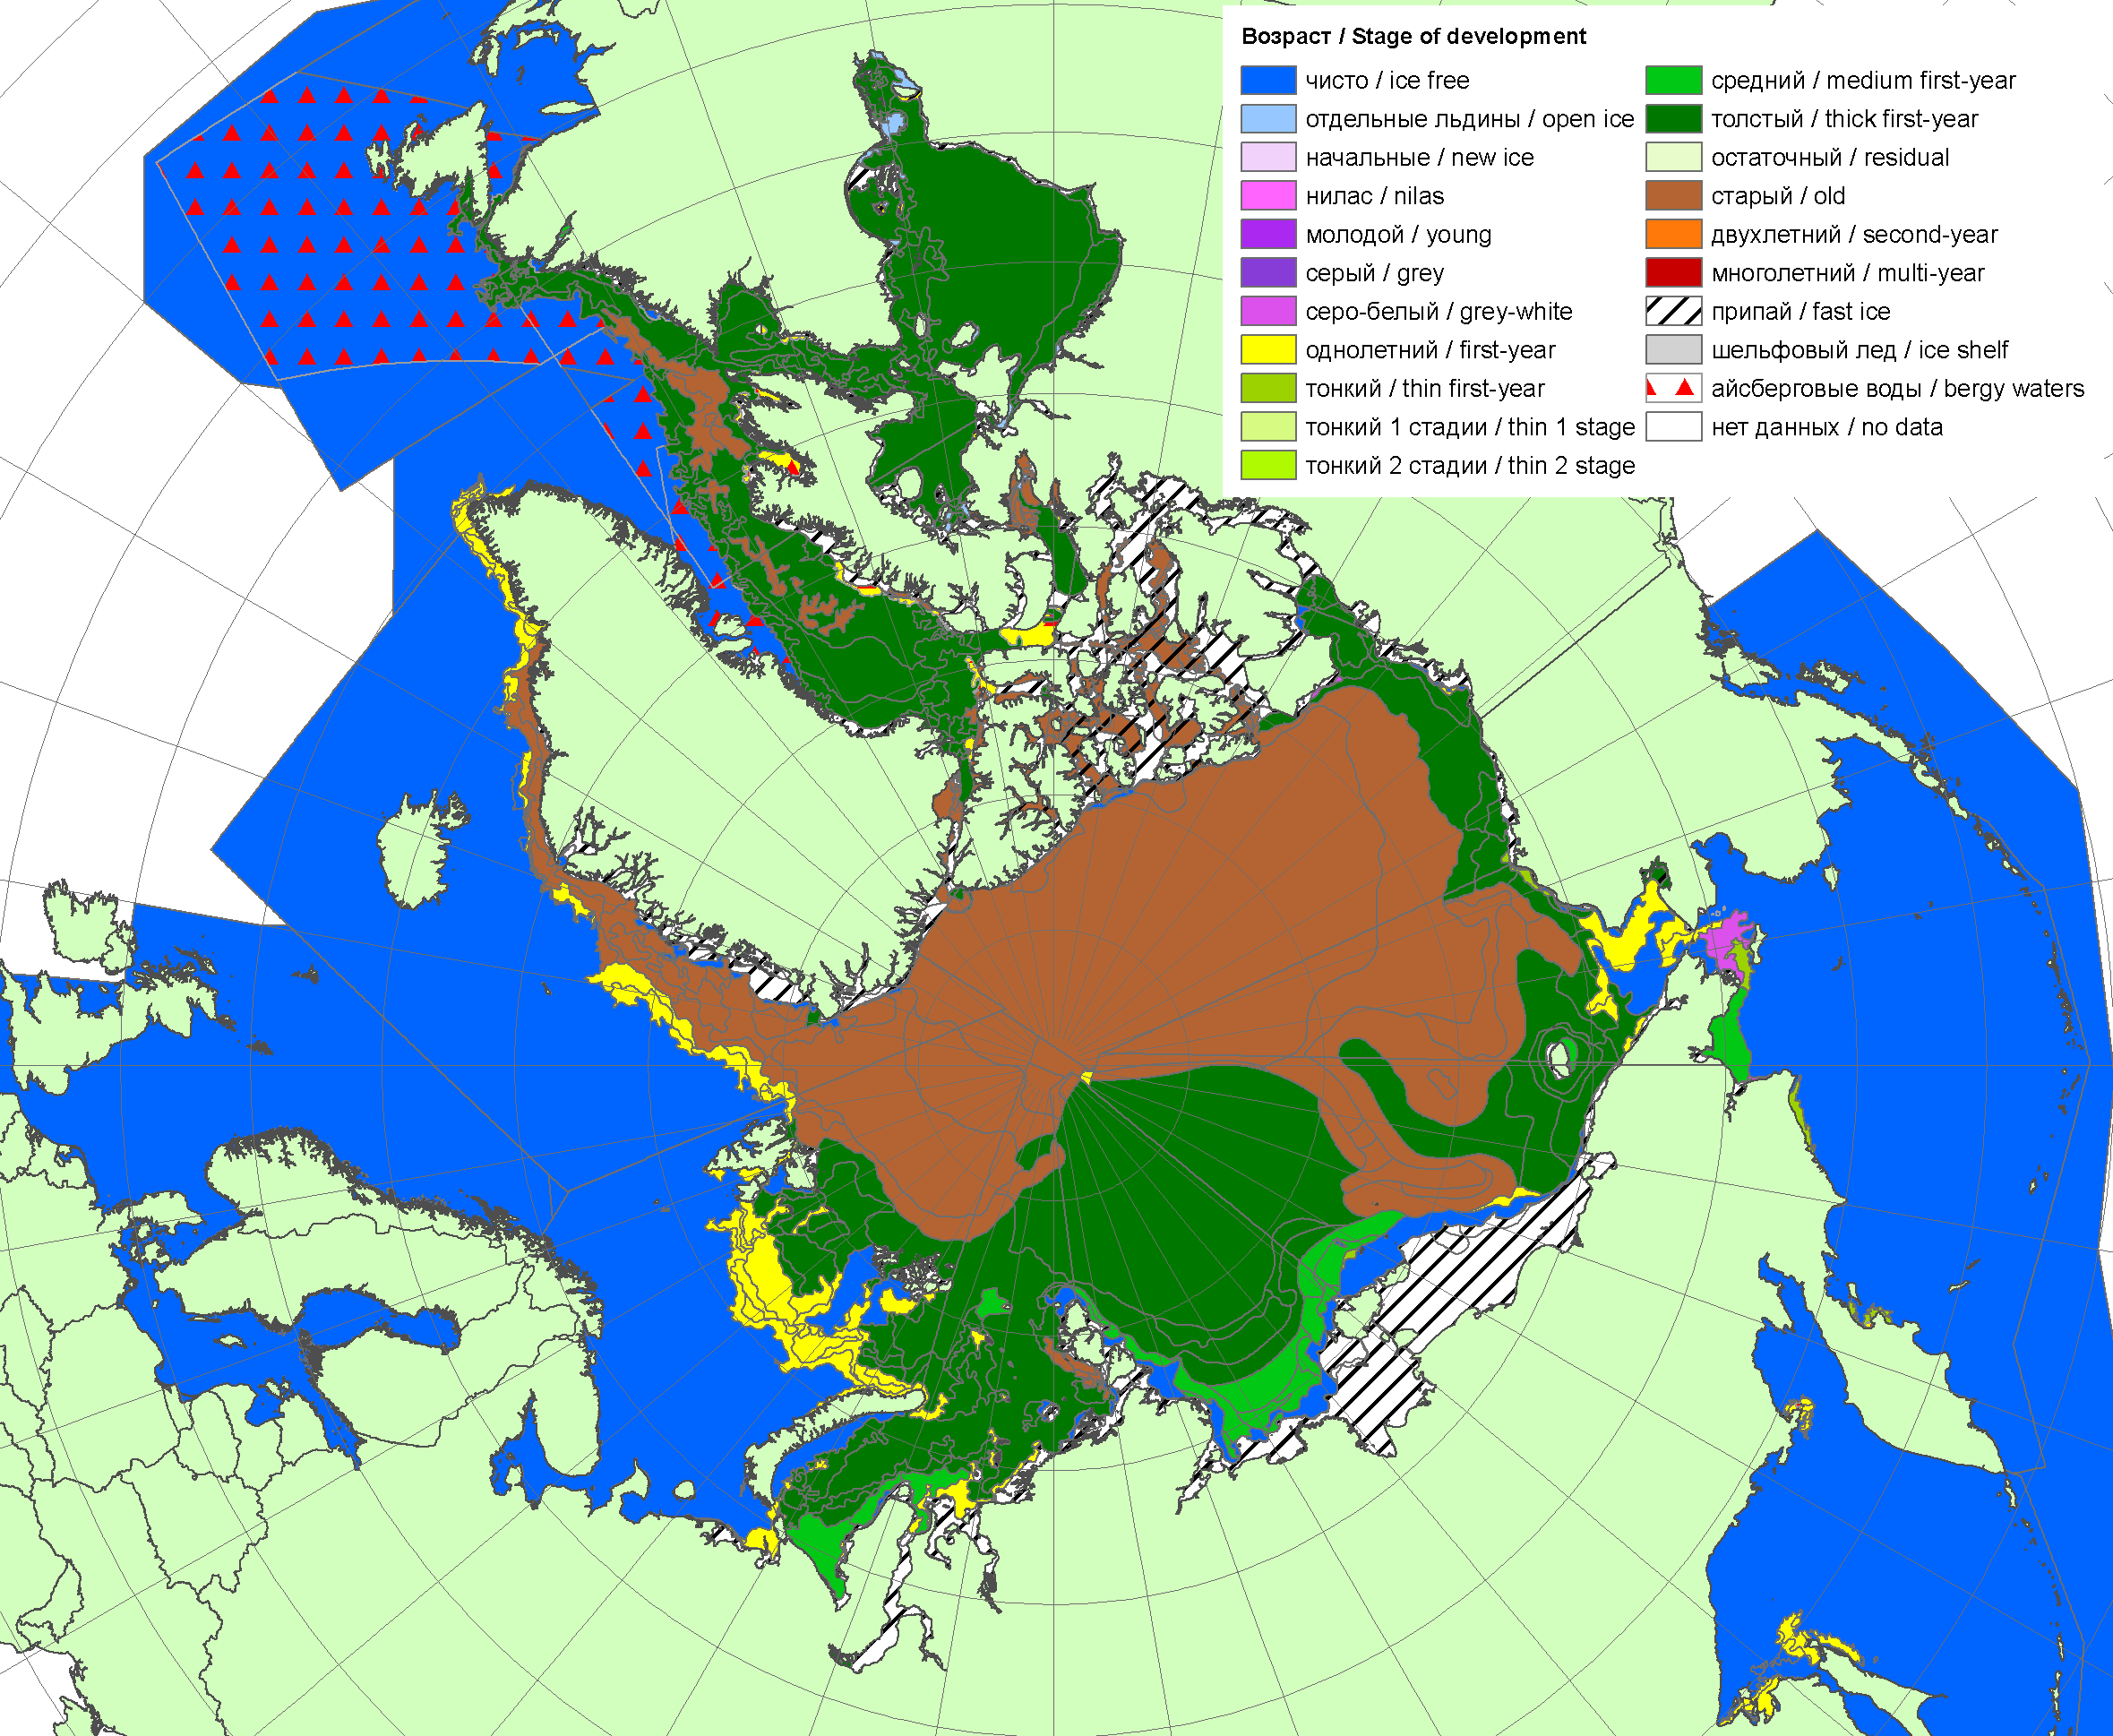 Возраст / Stage of development
чисто / ice free
отдельные льдины / open ice
начальные / new ice
нилас / nilas
молодой / young
серый / grey
серо-белый / grey-white
однолетний / first-year
тонкий / thin first-year
тонкий 1 стадии / thin 1 stage
тонкий 2 стадии / thin 2 stage
средний / medium first-year
толстый / thick first-year
остаточный / residual
старый / old
двухлетний / second-year
многолетний / multi-year
припай / fast ice
шельфовый лед / ice shelf
айсберговые воды / bergy waters
нет данных / no data